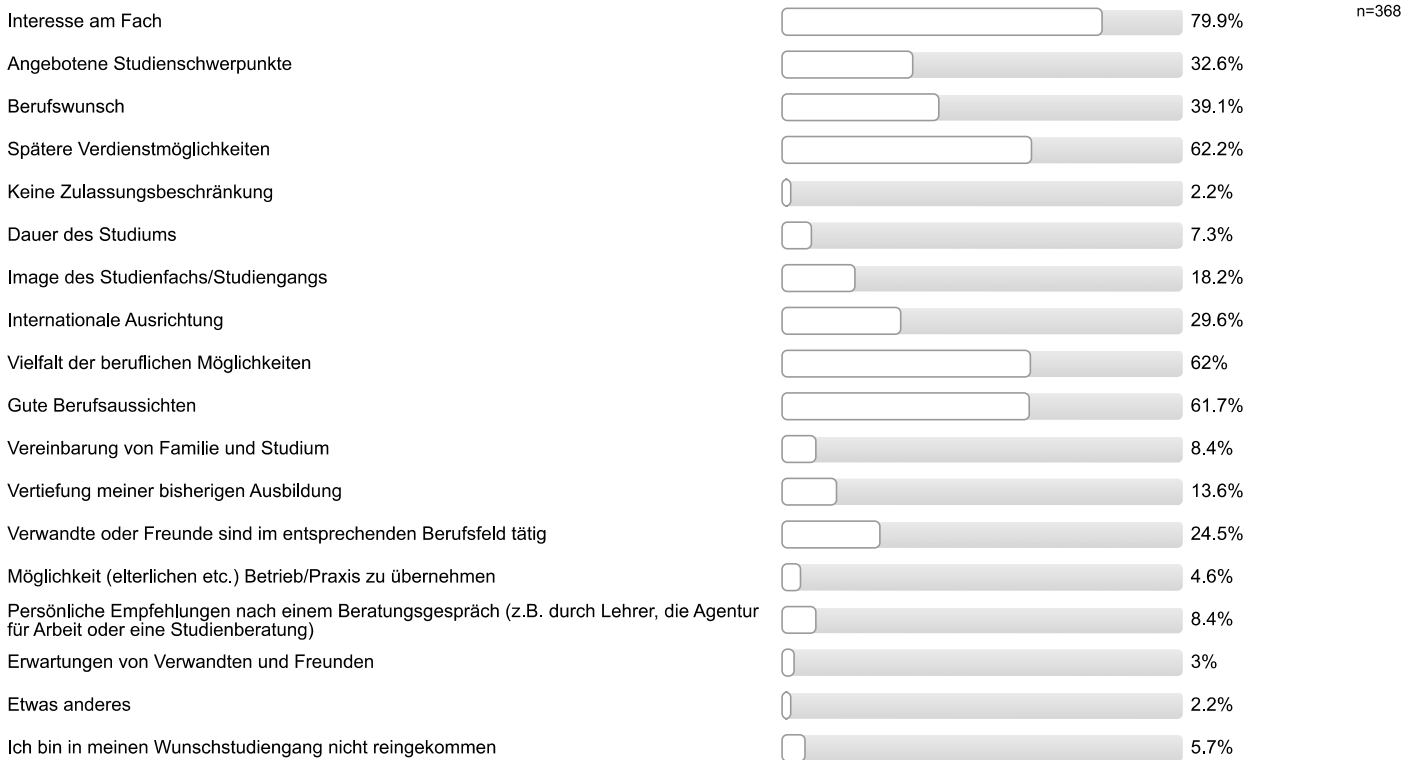 Interesse am Fach 79.9% n=368
Angebotene Studienschwerpunkte 32.6%
Berufswunsch 39.1%
Spätere Verdienstmöglichkeiten 62.2%
Keine Zulassungsbeschränkung 2.2%
Dauer des Studiums 7.3%
Image des Studienfachs/Studiengangs 18.2%
Internationale Ausrichtung 29.6%
Vielfalt der beruflichen Möglichkeiten 62%
Gute Berufsaussichten 61.7%
Vereinbarung von Familie und Studium 8.4%
Vertiefung meiner bisherigen Ausbildung 13.6%
Verwandte oder Freunde sind im entsprechenden Berufsfeld tätig 24.5%
Möglichkeit (elterlichen etc.) Betrieb/Praxis zu übernehmen 4.6%
Persönliche Empfehlungen nach einem Beratungsgespräch (z.B. durch Lehrer, die Agentur
für Arbeit oder eine Studienberatung) 8.4%
Erwartungen von Verwandten und Freunden 3%
Etwas anderes 2.2%
Ich bin in meinen Wunschstudiengang nicht reingekommen 5.7%